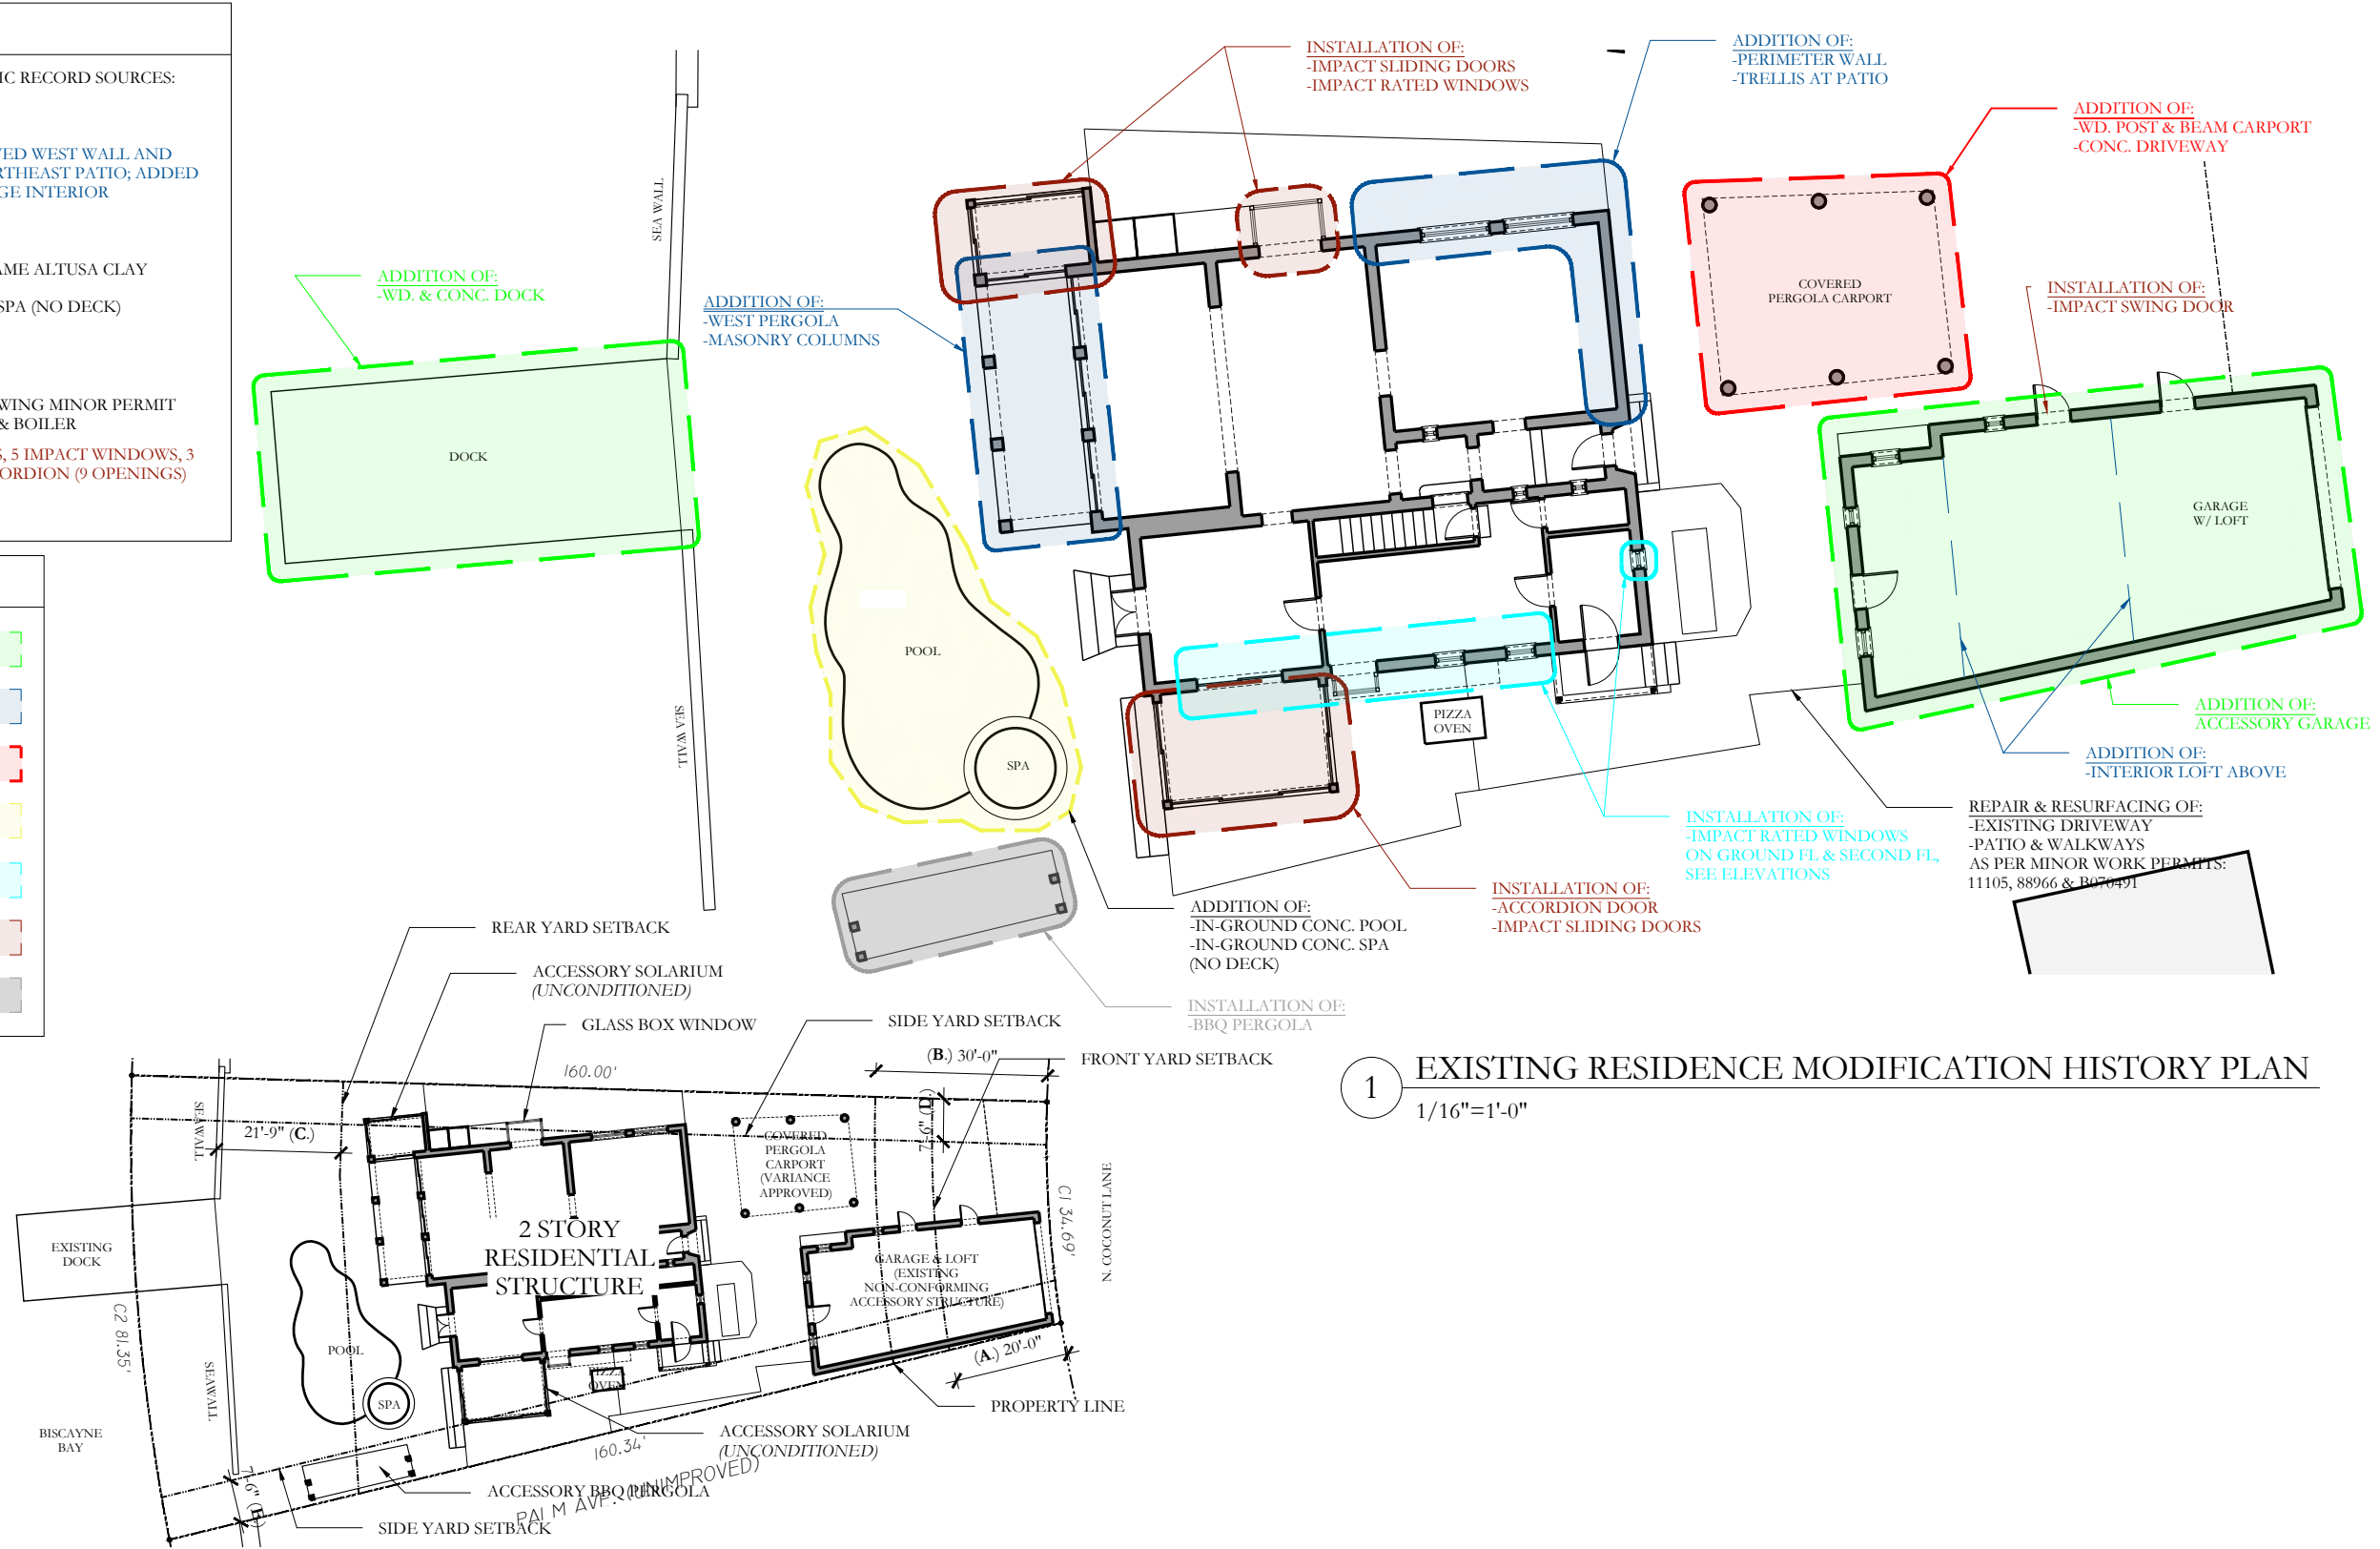 IC RECORD SOURCES:
ED WEST WALL AND
RTHEAST PATIO; ADDED
GE INTERIOR
AME ALTUSA CLAY
SPA (NO DECK)
WING MINOR PERMIT
& BOILER
S, 5 IMPACT WINDOWS, 3
ORDION (9 OPENINGS)
ADDITION OF:
-WD. & CONC. DOCK
DOCK
SEA WALL
SEA WALL
ADDITION OF:
-WEST PERGOLA
-MASONRY COLUMNS
INSTALLATION OF:
-IMPACT SLIDING DOORS
-IMPACT RATED WINDOWS
ADDITION OF:
-PERIMETER WALL
-TRELLIS AT PATIO
ADDITION OF:
-WD. POST & BEAM CARPORT
-CONC. DRIVEWAY
COVERED
PERGOLA CARPORT
INSTALLATION OF:
-IMPACT SWING DOOR
GARAGE
W/ LOFT
POOL
SPA
PIZZA
OVEN
ADDITION OF:
ACCESSORY GARAGE
ADDITION OF:
-INTERIOR LOFT ABOVE
REPAIR & RESURFACING OF:
-EXISTING DRIVEWAY
-PATIO & WALKWAYS
AS PER MINOR WORK PERMITS:
11105, 88966 & B070491
INSTALLATION OF:
-IMPACT RATED WINDOWS
ON GROUND FL & SECOND FL,
SEE ELEVATIONS
INSTALLATION OF:
-ACCORDION DOOR
-IMPACT SLIDING DOORS
ADDITION OF:
-IN-GROUND CONC. POOL
-IN-GROUND CONC. SPA
(NO DECK)
INSTALLATION OF:
-BBQ PERGOLA
1
EXISTING RESIDENCE MODIFICATION HISTORY PLAN
1/16"=1'-0"
REAR YARD SETBACK
ACCESSORY SOLARIUM
(UNCONDITIONED)
GLASS BOX WINDOW
SIDE YARD SETBACK
(B.) 30'-0"
FRONT YARD SETBACK
160.00'
SEAWALL
21'-9" (C.)
7'-6" (D.)
COVERED
PERGOLA
CARPORT
(VARIANCE
APPROVED)
C1 34.69'
N. COCONUT LANE
2 STORY
RESIDENTIAL
STRUCTURE
EXISTING
DOCK
GARAGE & LOFT
(EXISTING
NON-CONFORMING
ACCESSORY STRUCTURE)
C2 81.35'
POOL
SPA
SEAWALL
PIZZA
OVEN
(A.) 20'-0"
PROPERTY LINE
BISCAYNE
BAY
ACCESSORY SOLARIUM
(UNCONDITIONED)
160.34'
PALM AVE. (UNIMPROVED)
ACCESSORY BBQ PERGOLA
7'-6" (E.)
SIDE YARD SETBACK